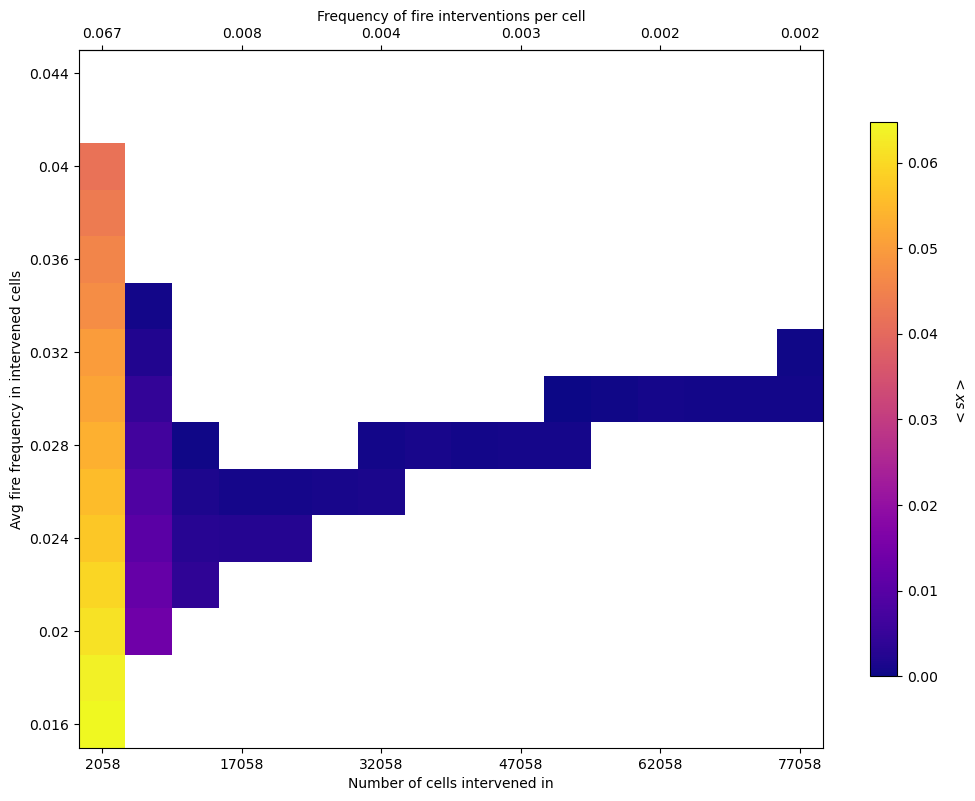 Frequency of fire interventions per cell
0.067 0.008 0.004 0.003 0.002 0.002
0.044
0.04
0.036
0.032
0.028
0.024
0.02
0.016
Avg fire frequency in intervened cells
2058 17058 32058 47058 62058 77058
Number of cells intervened in
0.06
0.05
0.04
0.03
0.02
0.01
0.00
<sx>